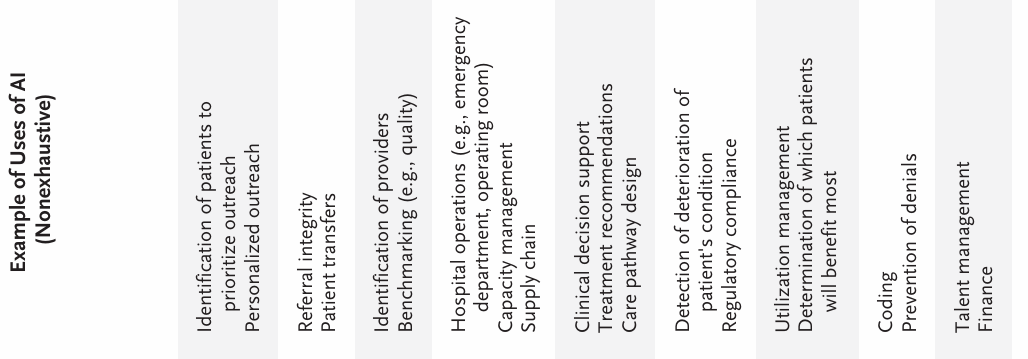 Example of Uses of AI
(Nonexhaustive)
Identification of patients to
prioritize outreach
Personalized outreach
Referral integrity
Patient transfers
Identification of providers
Benchmarking (e.g., quality)
Hospital operations (e.g., emergency
department, operating room)
Capacity management
Supply chain
Clinical decision support
Treatment recommendations
Care pathway design
Detection of deterioration of
patient's condition
Regulatory compliance
Utilization management
Determination of which patients
will benefit most
Coding
Prevention of denials
Talent management
Finance